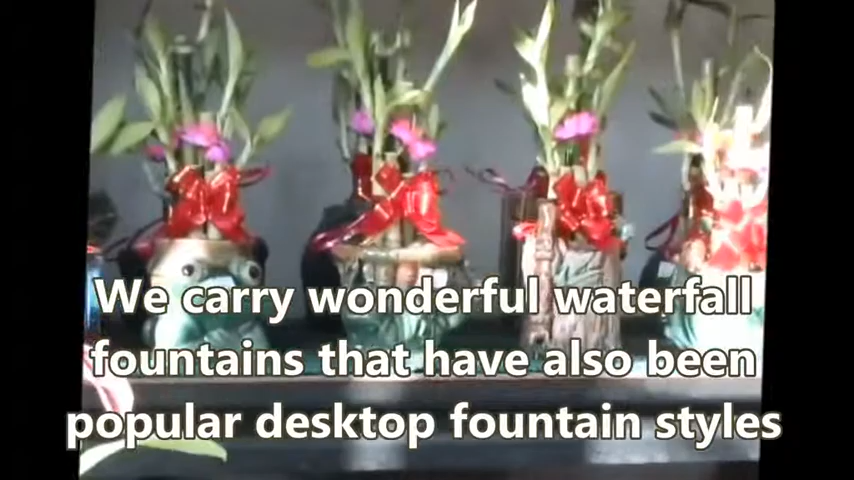 We carry wonderful waterfall
fountains that have also been
popular desktop fountain styles